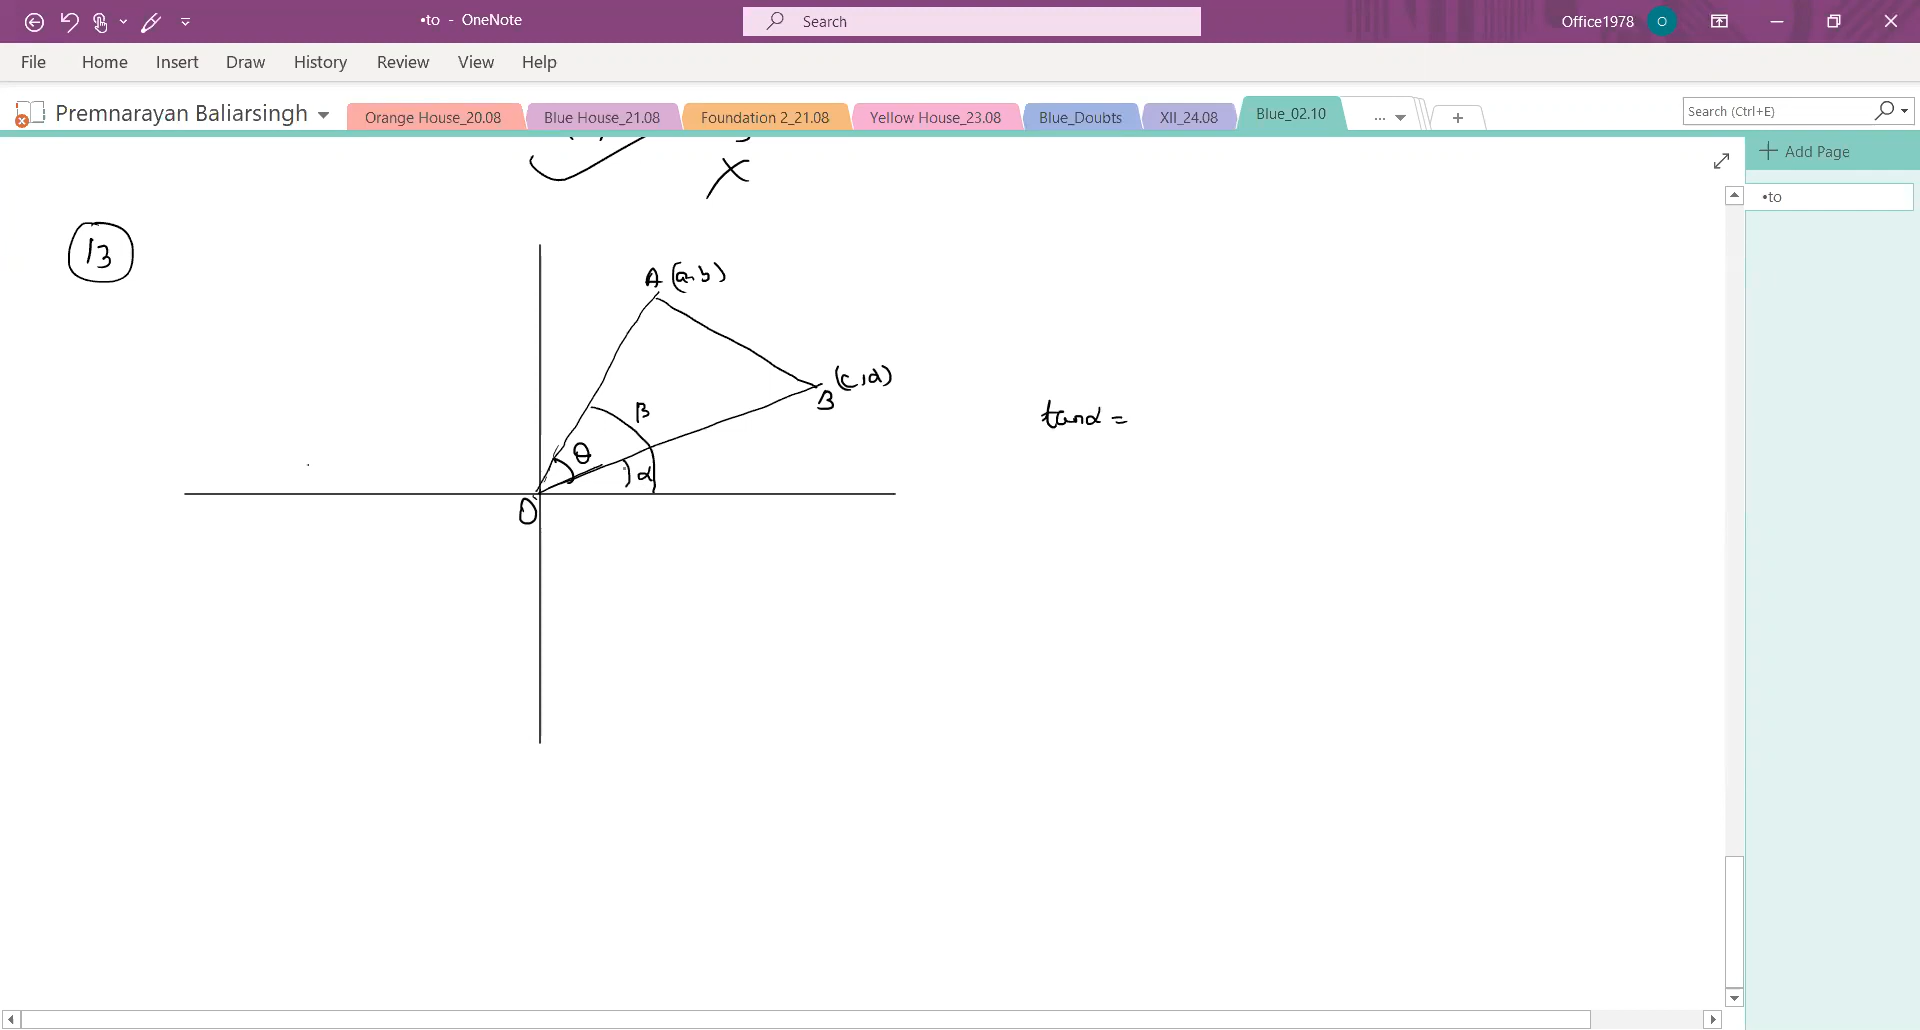 •to - OneNote
Search
Office1978
O
File Home Insert Draw History Review View Help
Premnarayan Baliarsingh
Orange House_20.08
Blue House_21.08
Foundation 2_21.08
Yellow House_23.08
Blue_Doubts
XII_24.08
Blue_02.10
...
+
Search (Ctrl+E)
Add Page
•to
13
A (a,b)
B (c,d)
β
θ
α
O
tanα =